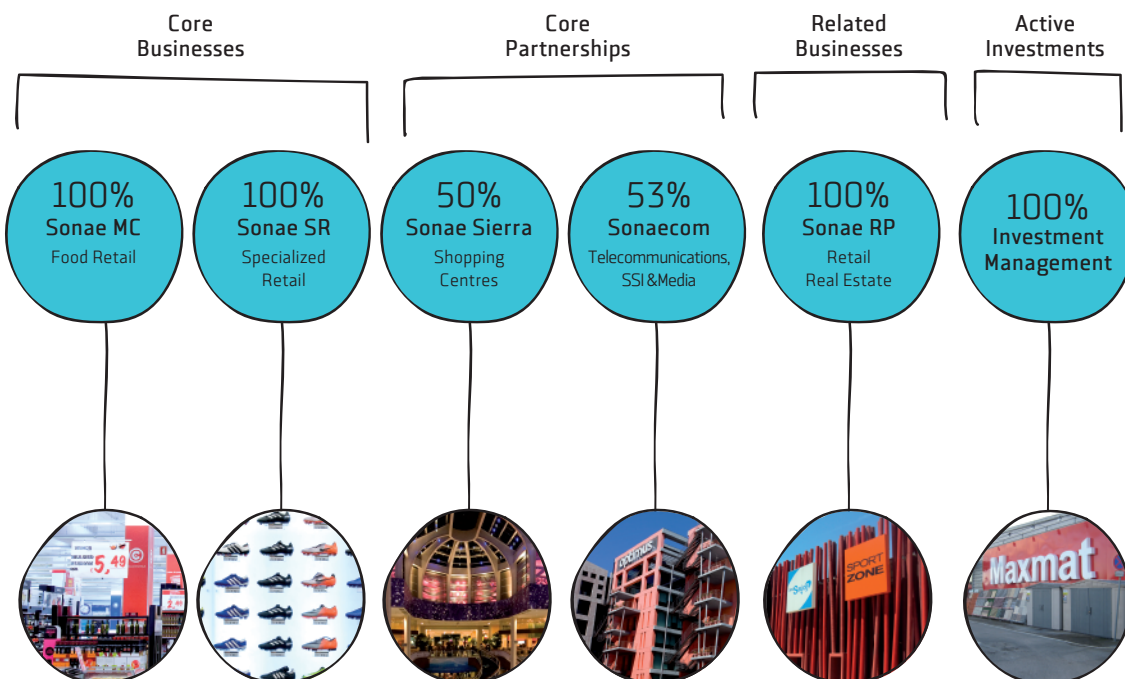 Core
Businesses
Core
Partnerships
Related
Businesses
Active
Investments
100%
Sonae MC
Food Retail
100%
Sonae SR
Specialized
Retail
50%
Sonae Sierra
Shopping
Centres
53%
Sonaecom
Telecommunications,
SSI &Media
100%
Sonae RP
Retail
Real Estate
100%
Investment
Management
5,49
optimus
SPORT
ZONE
Maxmat